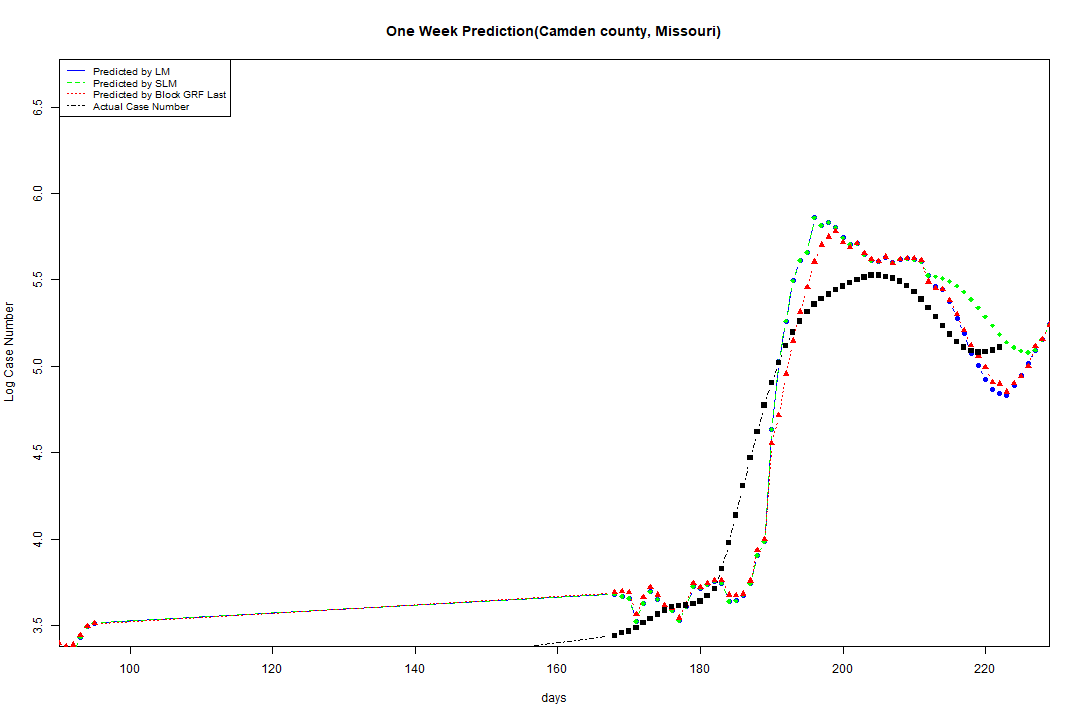 One Week Prediction(Camden county, Missouri)
Predicted by LM
Predicted by SLM
Predicted by Block GRF Last
Actual Case Number
6.5
6.0
5.5
5.0
4.5
4.0
3.5
Log Case Number
100 120 140 160 180 200 220
days